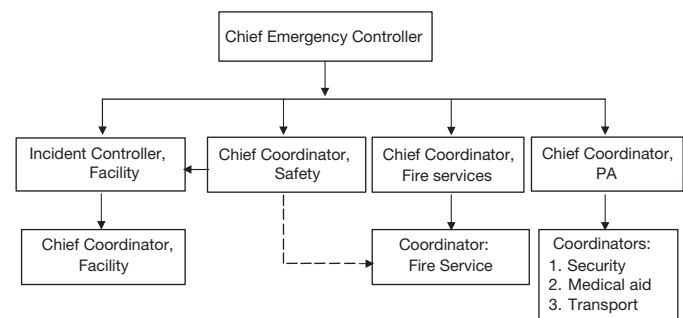 Chief Emergency Controller
Incident Controller,
Facility
Chief Coordinator,
Safety
Chief Coordinator,
Fire services
Chief Coordinator,
PA
Chief Coordinator,
Facility
Coordinator:
Fire Service
Coordinators:
1. Security
2. Medical aid
3. Transport